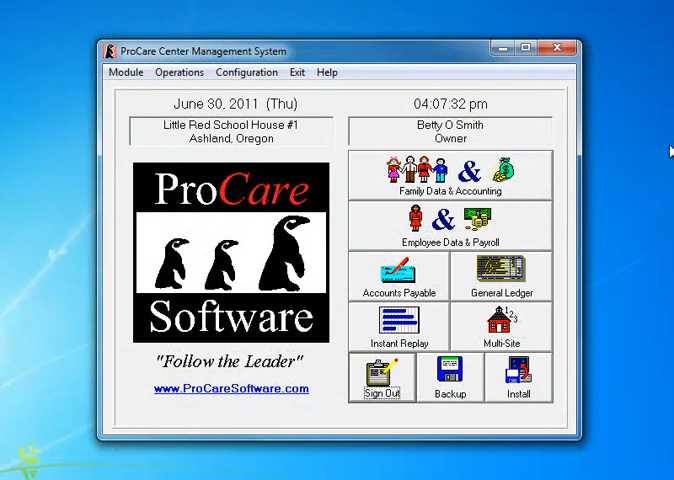 ProCare Center Management System
Module Operations Configuration Exit Help
June 30, 2011 (Thu)
04:07:32 pm
Little Red School House #1
Ashland, Oregon
Betty O Smith
Owner
ProCare
Software
"Follow the Leader"
www.ProCareSoftware.com
&
Family Data & Accounting
&
Employee Data & Payroll
Accounts Payable
General Ledger
Instant Replay
123
Multi-Site
Sign Out
Backup
Install